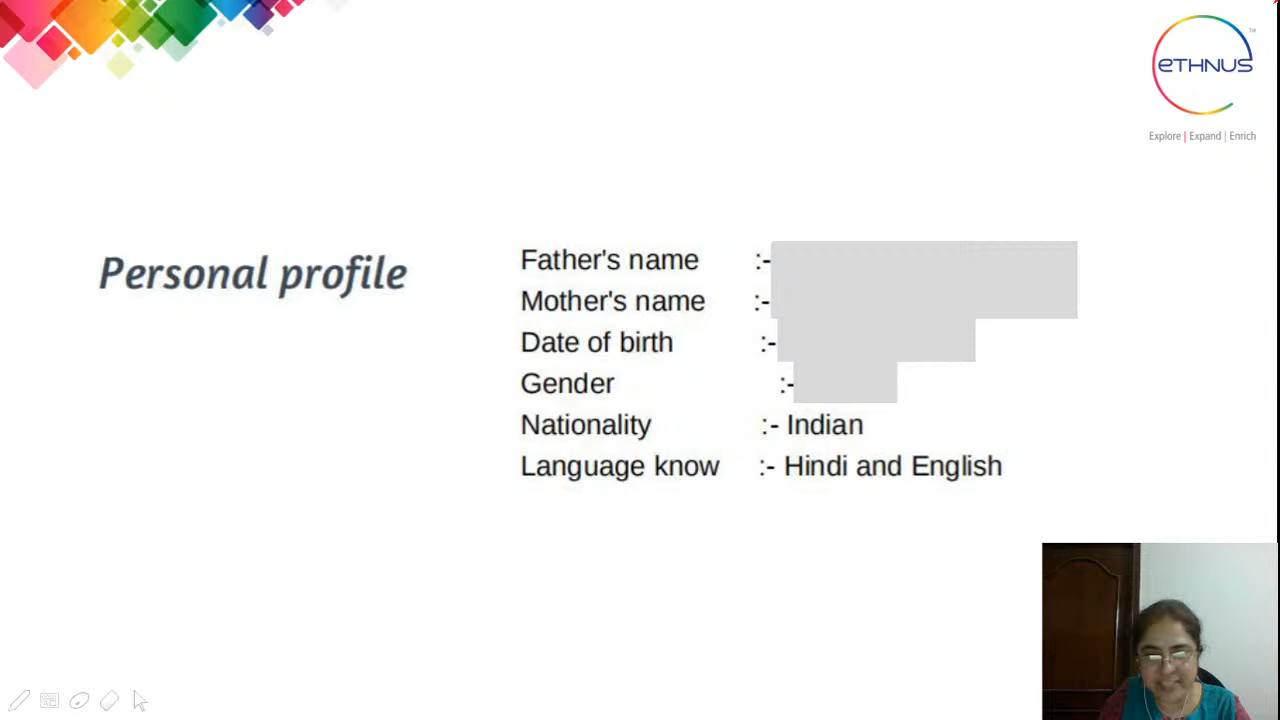 eTHNUS
TM
Explore | Expand | Enrich
Personal profile
Father's name :-
Mother's name :-
Date of birth :-
Gender :-
Nationality :- Indian
Language know :- Hindi and English